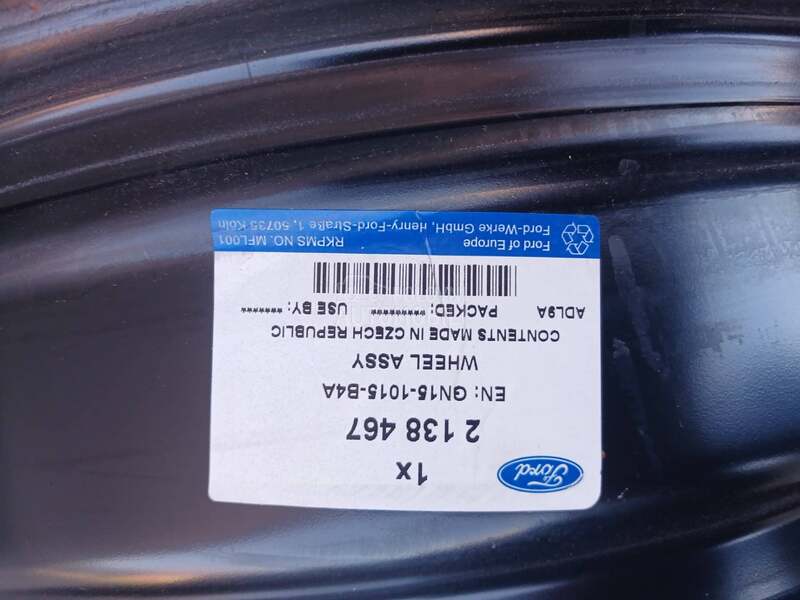 Ford
1x
2 138 467
EN: GN15-1015-B4A
WHEEL ASSY
CONTENTS MADE IN CZECH REPUBLIC
ADL9A PACKED: ******* USE BY: *******
Ford of Europe RKPMS NO. MFL001
Ford-Werke GmbH, Henry-Ford-Straße 1, 50735 Köln